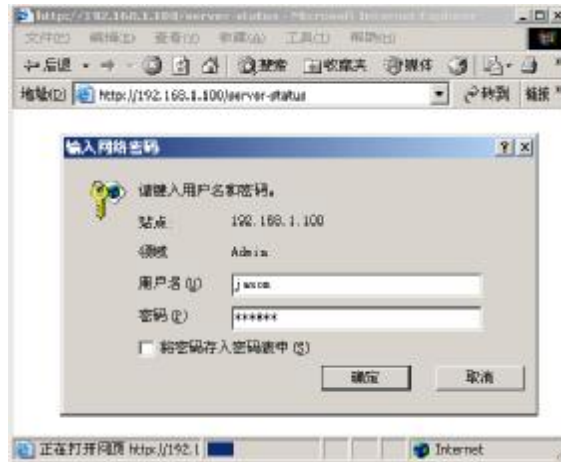 http://192.168.1.100/server-status - Microsoft Internet Explorer
文件(F) 编辑(E) 查看(V) 收藏(A) 工具(T) 帮助(H)
后退 搜索 收藏夹 媒体
地址(D) http://192.168.1.100/server-status 转到 链接
输入网络密码
请键入用户名和密码。
站点: 192.168.1.100
领域 Admin
用户名(U) jason
密码(P) ******
将密码存入密码表中(S)
确定 取消
正在打开网页 http://192.1 Internet